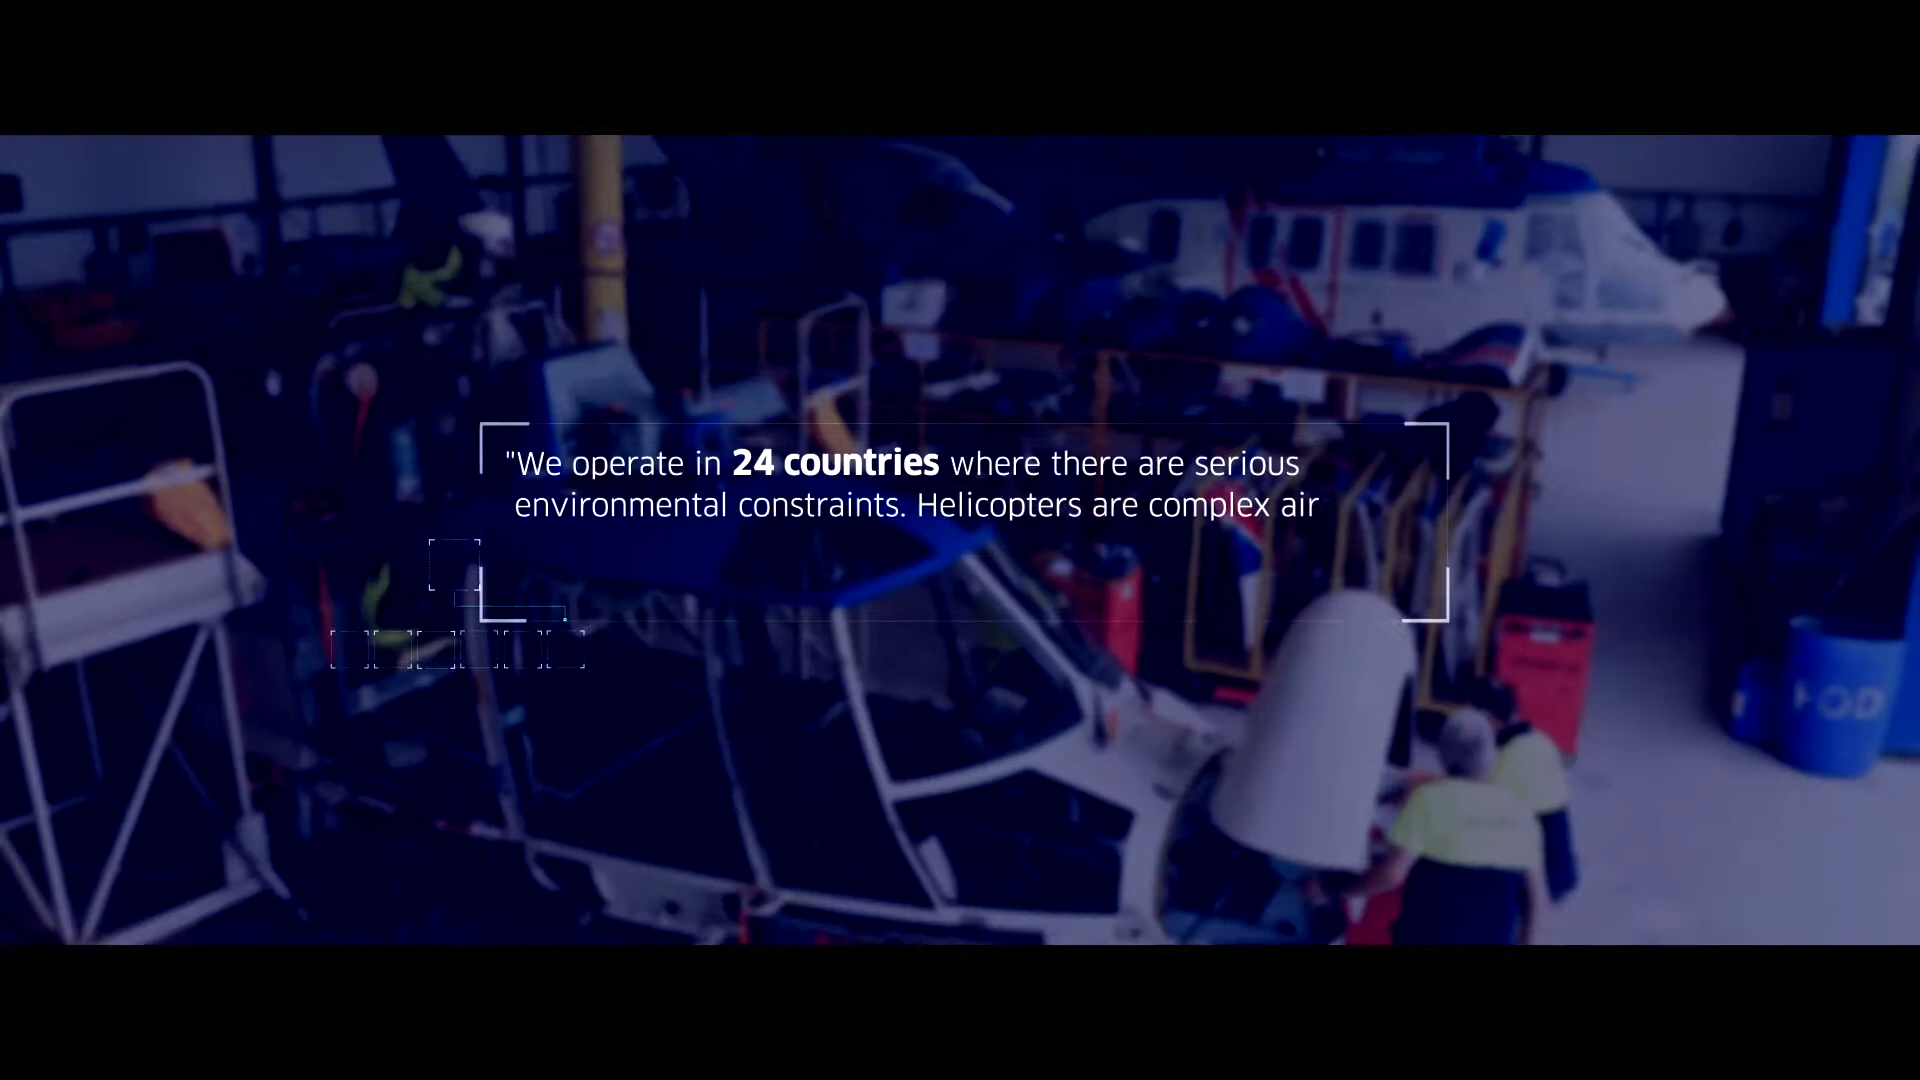 "We operate in 24 countries where there are serious
environmental constraints. Helicopters are complex air